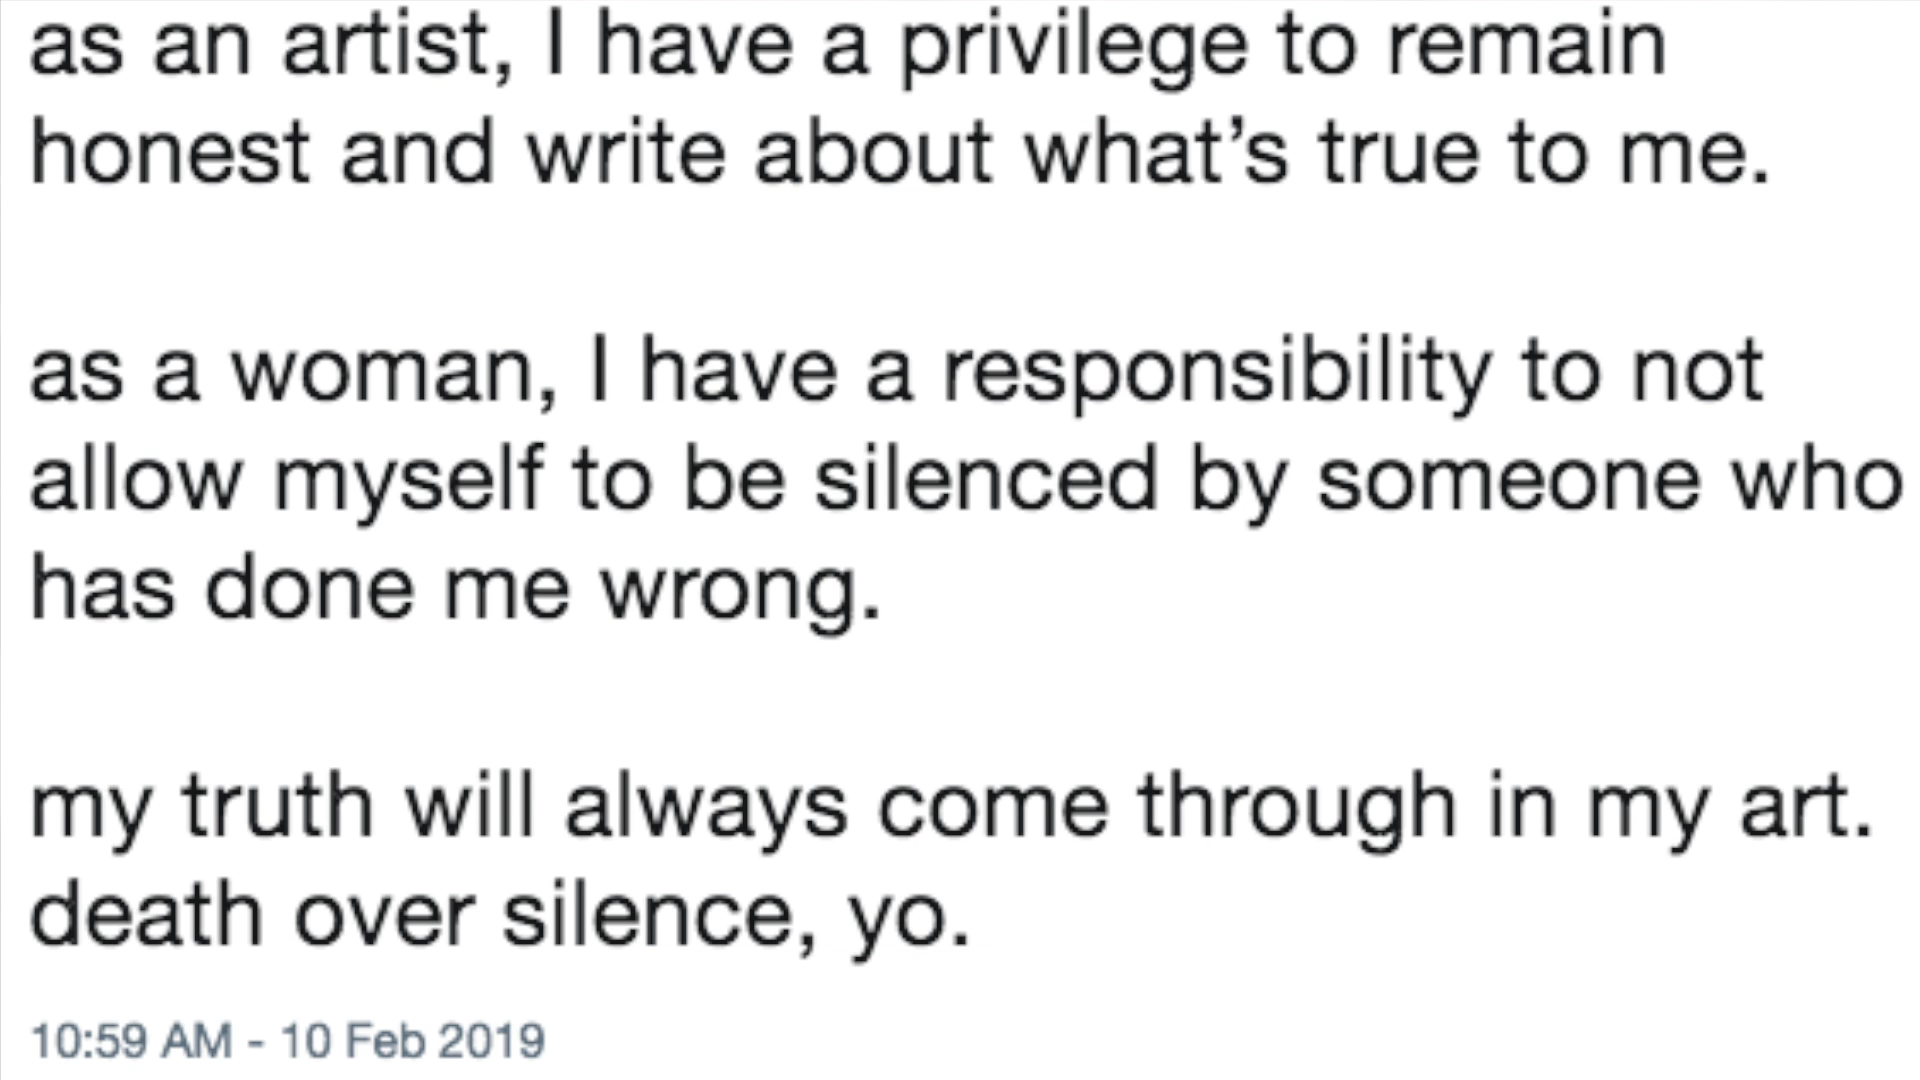 as an artist, I have a privilege to remain
honest and write about what’s true to me.
as a woman, I have a responsibility to not
allow myself to be silenced by someone who
has done me wrong.
my truth will always come through in my art.
death over silence, yo.
10:59 AM - 10 Feb 2019